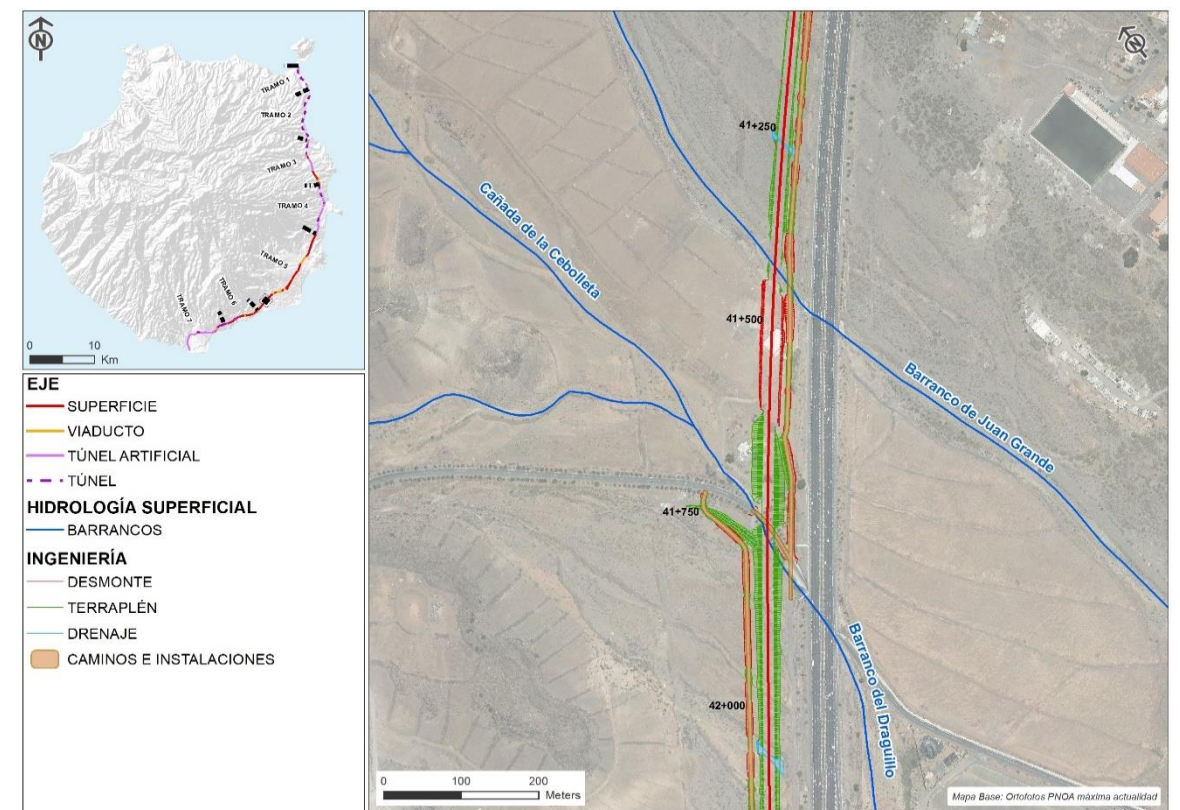 N
TRAMO 1
TRAMO 2
TRAMO 3
TRAMO 4
TRAMO 5
TRAMO 6
TRAMO 7
0 10
Km
EJE
SUPERFICIE
VIADUCTO
TÚNEL ARTIFICIAL
TÚNEL
HIDROLOGÍA SUPERFICIAL
BARRANCOS
INGENIERÍA
DESMONTE
TERRAPLÉN
DRENAJE
CAMINOS E INSTALACIONES
N
41+250
Cañada de la Cebolleta
41+500
Barranco de Juan Grande
41+750
Barranco del Draguillo
42+000
0 100 200
Meters
Mapa Base: Ortofotos PNOA máxima actualidad